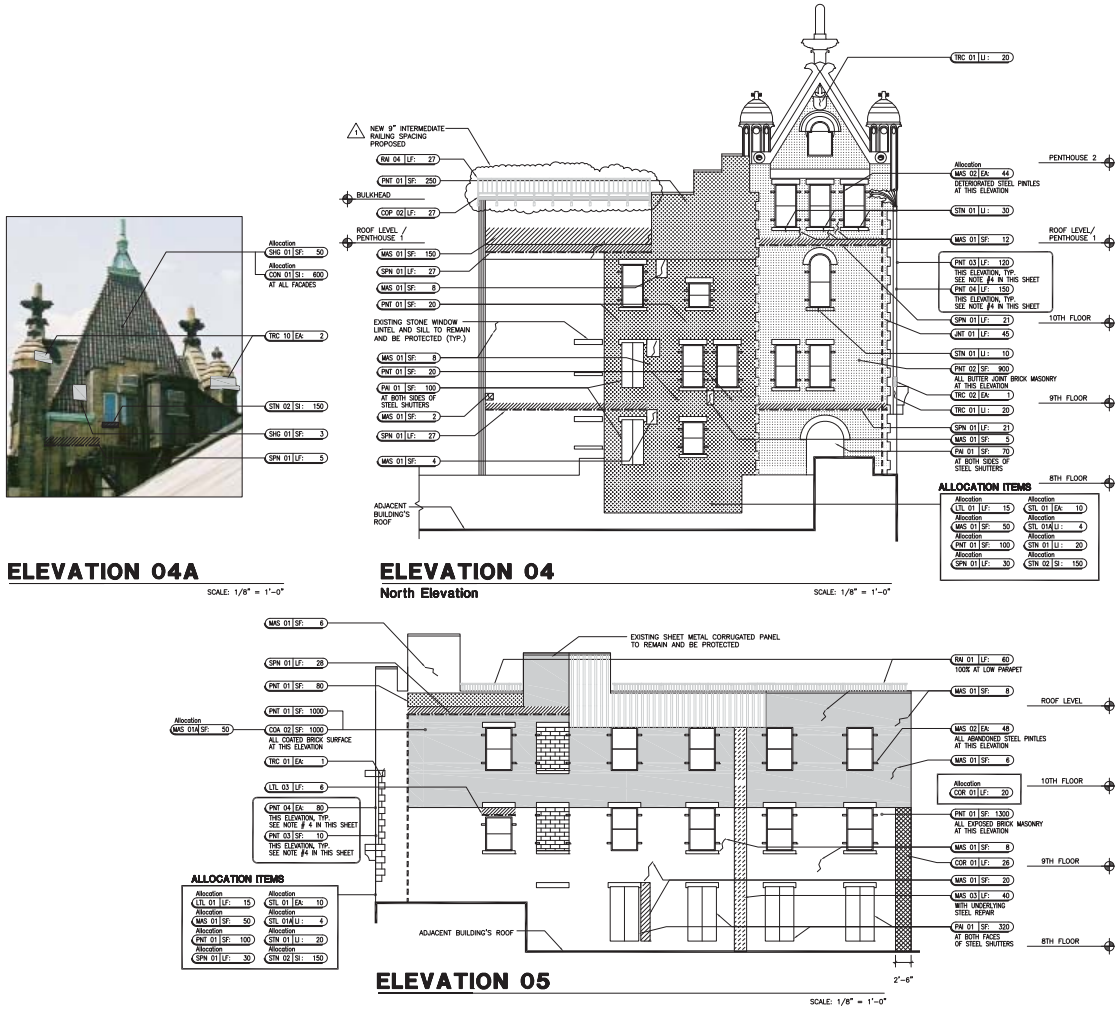 TRC 01 LI: 20
1
NEW 9" INTERMEDIATE
RAILING SPACING
PROPOSED
RAI 04 LF: 27
PNT 01 SF: 250
BULKHEAD
COP 02 LF: 27
ROOF LEVEL /
PENTHOUSE 1
MAS 01 SF: 150
SPN 01 LF: 27
MAS 01 SF: 8
PNT 01 SF: 20
EXISTING STONE WINDOW
LINTEL AND SILL TO REMAIN
AND BE PROTECTED (TYP.)
MAS 01 SF: 8
PNT 01 SF: 20
PAI 01 SF: 100
AT BOTH SIDES OF
STEEL SHUTTERS
MAS 01 SF: 2
SPN 01 LF: 27
MAS 01 SF: 4
ADJACENT
BUILDING'S
ROOF
PENTHOUSE 2
Allocation
MAS 02 EA: 44
DETERIORATED STEEL PINTLES
AT THIS ELEVATION
STN 01 LI: 30
MAS 01 SF: 12
ROOF LEVEL/
PENTHOUSE 1
PNT 03 LF: 120
THIS ELEVATION, TYP.
SEE NOTE #4 IN THIS SHEET
PNT 04 LF: 150
THIS ELEVATION, TYP.
SEE NOTE #4 IN THIS SHEET
SPN 01 LF: 21
10TH FLOOR
JNT 01 LF: 45
STN 01 LI: 10
PNT 02 SF: 900
ALL BUTTER JOINT BRICK MASONRY
AT THIS ELEVATION
TRC 02 EA: 1
9TH FLOOR
TRC 01 LI: 20
SPN 01 LF: 21
MAS 01 SF: 5
PAI 01 SF: 70
AT BOTH SIDES OF
STEEL SHUTTERS
8TH FLOOR
ALLOCATION ITEMS
Allocation Allocation
LTL 01 LF: 15 STL 01 EA: 10
Allocation Allocation
MAS 01 SF: 50 STL 01A LI: 4
Allocation Allocation
PNT 01 SF: 100 STN 01 LI: 20
Allocation Allocation
SPN 01 LF: 30 STN 02 SI: 150
Allocation
SHG 01 SF: 50
Allocation
CON 01 SI: 600
AT ALL FACADES
TRC 10 EA: 2
STN 02 SI: 150
SHG 01 SF: 3
SPN 01 LF: 5
ELEVATION 04A
SCALE: 1/8" = 1'-0"
ELEVATION 04
North Elevation
SCALE: 1/8" = 1'-0"
MAS 01 SF: 6
SPN 01 LF: 28
PNT 01 SF: 80
PNT 01 SF: 1000
Allocation
MAS 01A SF: 50
COA 02 SF: 1000
ALL COATED BRICK SURFACE
AT THIS ELEVATION
TRC 01 EA: 1
LTL 03 LF: 6
PNT 04 EA: 80
THIS ELEVATION, TYP.
SEE NOTE # 4 IN THIS SHEET
PNT 03 SF: 10
THIS ELEVATION, TYP.
SEE NOTE #4 IN THIS SHEET
ALLOCATION ITEMS
Allocation Allocation
LTL 01 LF: 15 STL 01 EA: 10
Allocation Allocation
MAS 01 SF: 50 STL 01A LI: 4
Allocation Allocation
PNT 01 SF: 100 STN 01 LI: 20
Allocation Allocation
SPN 01 LF: 30 STN 02 SI: 150
EXISTING SHEET METAL CORRUGATED PANEL
TO REMAIN AND BE PROTECTED
ADJACENT BUILDING'S ROOF
RAI 01 LF: 60
100% AT LOW PARAPET
MAS 01 SF: 8
ROOF LEVEL
MAS 02 EA: 48
ALL ABANDONED STEEL PINTLES
AT THIS ELEVATION
MAS 01 SF: 6
Allocation
COR 01 LF: 20
10TH FLOOR
PNT 01 SF: 1300
ALL EXPOSED BRICK MASONRY
AT THIS ELEVATION
MAS 01 SF: 8
COR 01 LF: 26
9TH FLOOR
MAS 01 SF: 20
MAS 03 LF: 40
WITH UNDERLYING
STEEL REPAIR
PAI 01 SF: 320
AT BOTH FACES
OF STEEL SHUTTERS
8TH FLOOR
2'-6"
ELEVATION 05
SCALE: 1/8" = 1'-0"